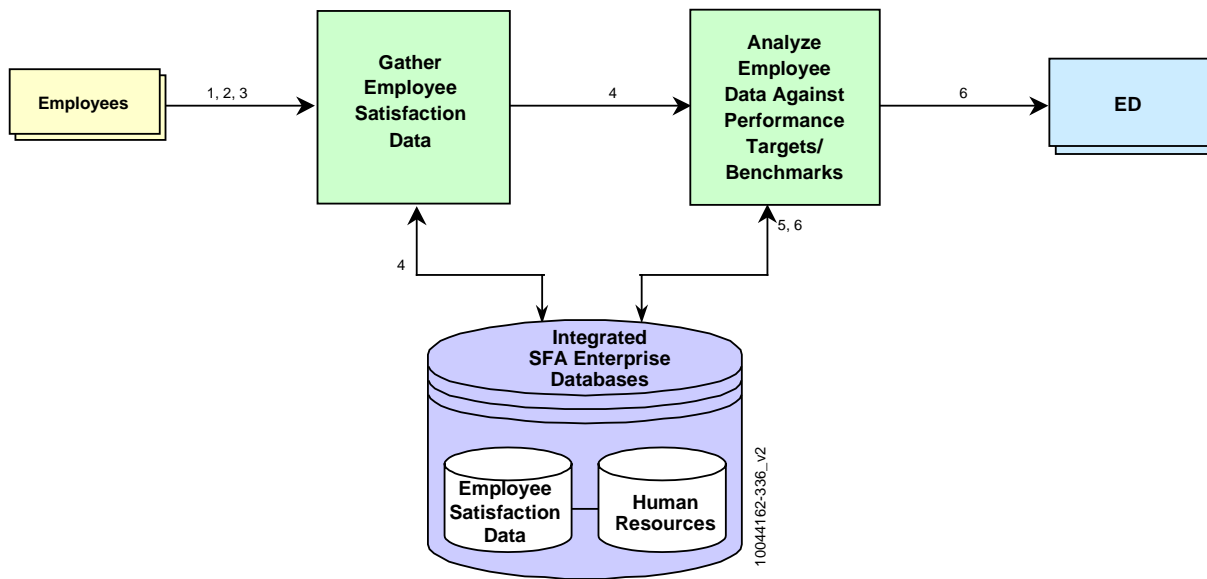 Employees
1, 2, 3
Gather
Employee
Satisfaction
Data
4
Analyze
Employee
Data Against
Performance
Targets/
Benchmarks
6
ED
4
5, 6
Integrated
SFA Enterprise
Databases
Employee
Satisfaction
Data
Human
Resources
10044162-336_v2